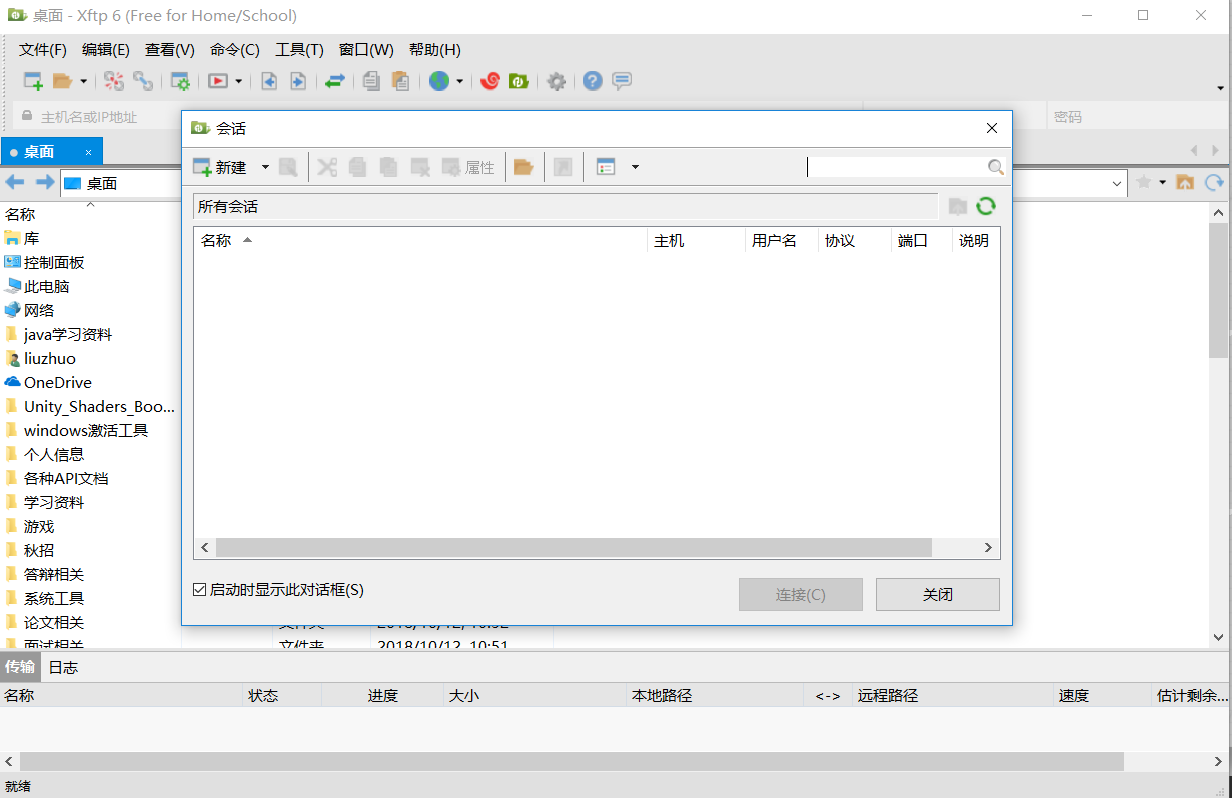 桌面 - Xftp 6 (Free for Home/School)
文件(F) 编辑(E) 查看(V) 命令(C) 工具(T) 窗口(W) 帮助(H)
主机名或IP地址
密码
会话
桌面
新建
属性
桌面
所有会话
名称
名称 主机 用户名 协议 端口 说明
库
控制面板
此电脑
网络
java学习资料
liuzhuo
OneDrive
Unity_Shaders_Boo...
windows激活工具
个人信息
各种API文档
学习资料
游戏
秋招
答辩相关
系统工具
论文相关
面试相关
启动时显示此对话框(S)
连接(C) 关闭
文件夹 2018/10/12, 10:51
传输 日志
名称 状态 进度 大小 本地路径 <-> 远程路径 速度 估计剩余...
就绪